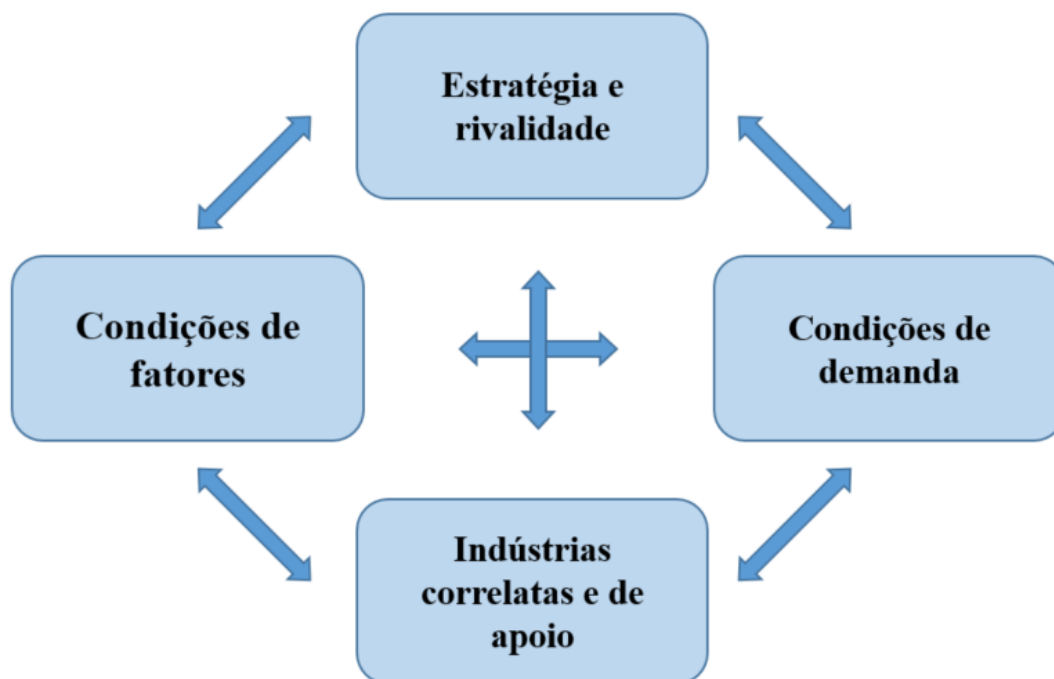 Estratégia e
rivalidade
Condições de
fatores
Condições de
demanda
Indústrias
correlatas e de
apoio